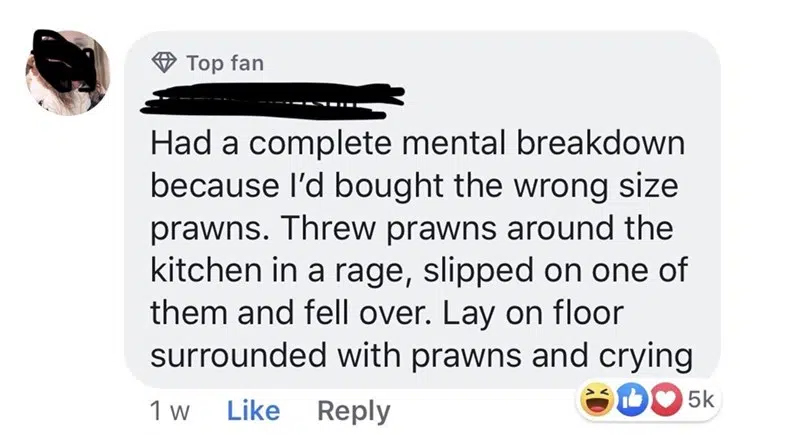 Top fan
Had a complete mental breakdown
because I’d bought the wrong size
prawns. Threw prawns around the
kitchen in a rage, slipped on one of
them and fell over. Lay on floor
surrounded with prawns and crying
1 w Like Reply 5k